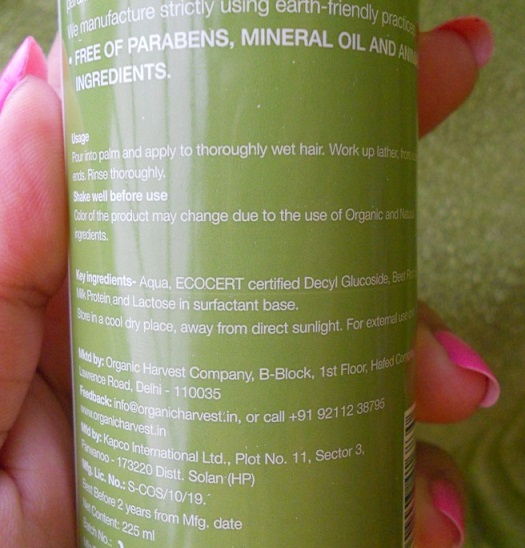 We manufacture strictly using earth-friendly practices
• FREE OF PARABENS, MINERAL OIL AND
INGREDIENTS.
Usage
Pour into palm and apply to thoroughly wet hair. Work up lather, from
ends. Rinse thoroughly.
Shake well before use
Color of the product may change due to the use of Organic and
ingredients.
Key ingredients- Aqua, ECOCERT certified Decyl Glucoside, Beet
Milk Protein and Lactose in surfactant base.
Store in a cool dry place, away from direct sunlight. For external use
Mktd by: Organic Harvest Company, B-Block, 1st Floor, Hafed
Lawrence Road, Delhi - 110035
Feedback: info@organicharvest.in, or call +91 92112 38795
www.organicharvest.in
Mfd by: Kapco International Ltd., Plot No. 11, Sector 3,
Parwanoo - 173220 Distt. Solan (HP)
Mfg. Lic. No.: S-COS/10/19.
Best Before 2 years from Mfg. date
Net Content: 225 ml
Batch No.: